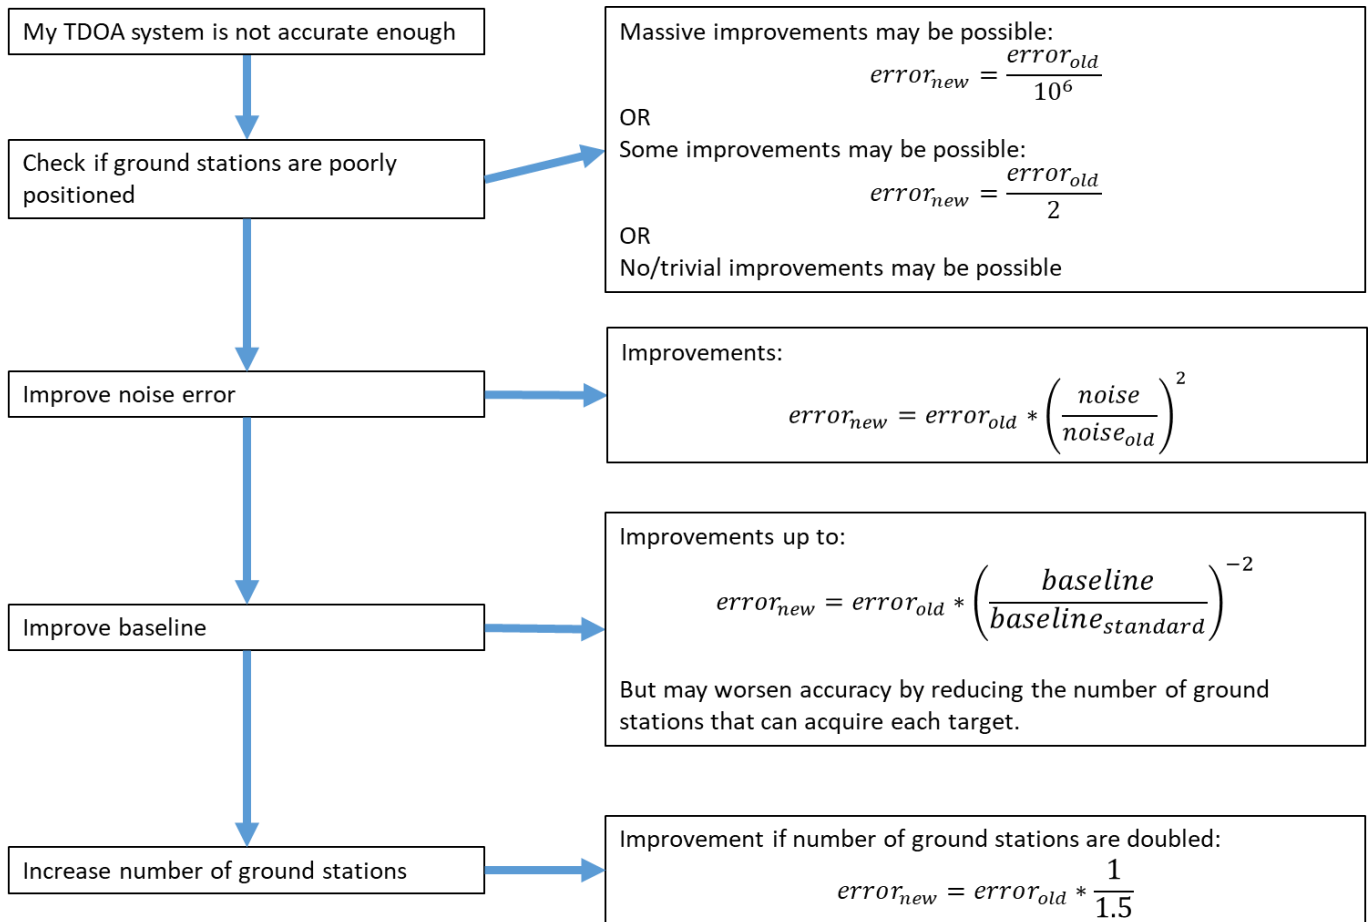 My TDOA system is not accurate enough
Massive improvements may be possible:
error_new = error_old / 10^6
OR
Check if ground stations are poorly
positioned
Some improvements may be possible:
error_new = error_old / 2
OR
No/trivial improvements may be possible
Improve noise error
Improvements:
error_new = error_old * (noise / noise_old)^2
Improve baseline
Improvements up to:
error_new = error_old * (baseline / baseline_standard)^-2
But may worsen accuracy by reducing the number of ground
stations that can acquire each target.
Increase number of ground stations
Improvement if number of ground stations are doubled:
error_new = error_old * 1 / 1.5